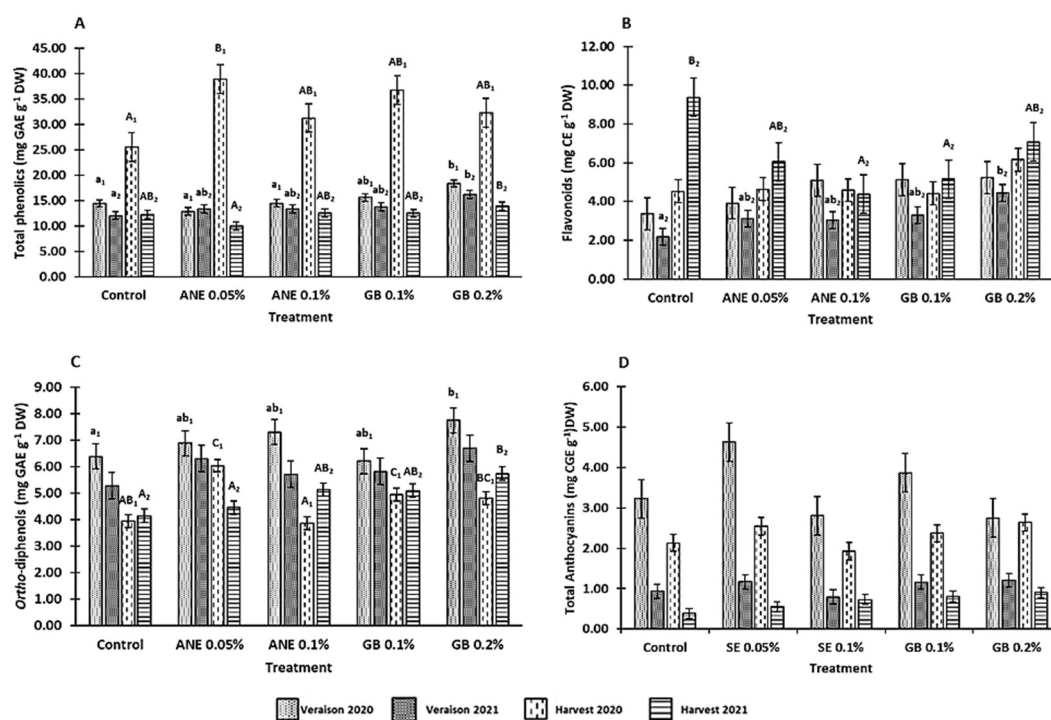 A
Total phenolics (mg GAE g⁻¹ DW)
45.00
40.00
35.00
30.00
25.00
20.00
15.00
10.00
5.00
0.00
a₁ a₂ A₁ AB₂
a₁ ab₂ B₁ A₂
a₁ ab₂ AB₁ AB₂
ab₁ ab₂ AB₁ AB₂
b₁ b₂ AB₁ B₂
Control ANE 0.05% ANE 0.1% GB 0.1% GB 0.2%
Treatment
B
Flavonoids (mg CE g⁻¹ DW)
12.00
10.00
8.00
6.00
4.00
2.00
0.00
a₂ B₂
ab₂ AB₂
ab₂ A₂
ab₂ A₂
b₂ AB₂
Control ANE 0.05% ANE 0.1% GB 0.1% GB 0.2%
Treatment
C
Ortho-diphenols (mg GAE g⁻¹ DW)
9.00
8.00
7.00
6.00
5.00
4.00
3.00
2.00
1.00
0.00
a₁ AB₁ A₂
ab₁ C₁ A₂
ab₁ A₁ AB₂
ab₁ C₁ AB₂
b₁ BC₁ B₂
Control ANE 0.05% ANE 0.1% GB 0.1% GB 0.2%
Treatment
D
Total Anthocyanins (mg CGE g⁻¹)DW)
6.00
5.00
4.00
3.00
2.00
1.00
0.00
Control SE 0.05% SE 0.1% GB 0.1% GB 0.2%
Treatment
Veraison 2020 Veraison 2021 Harvest 2020 Harvest 2021